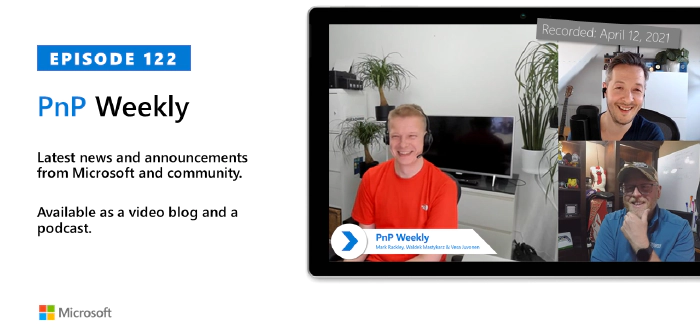 EPISODE 122
PnP Weekly
Latest news and announcements
from Microsoft and community.
Available as a video blog and a
podcast.
Microsoft
Recorded: April 12, 2021
PnP Weekly
Mark Rackley, Waldek Mastykarz & Vesa Juvonen